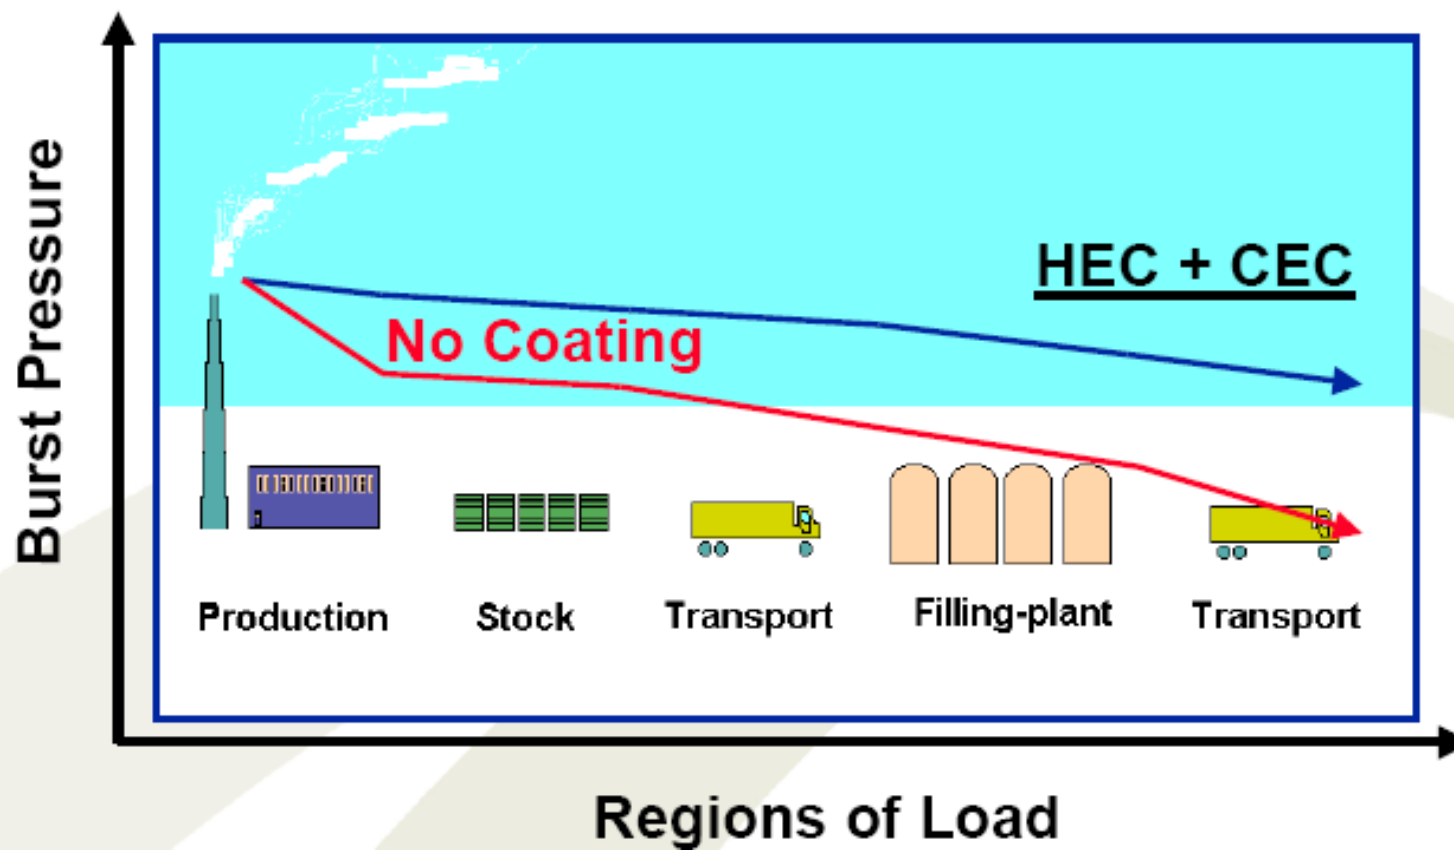 Burst Pressure
HEC + CEC
No Coating
Production
Stock
Transport
Filling-plant
Transport
Regions of Load